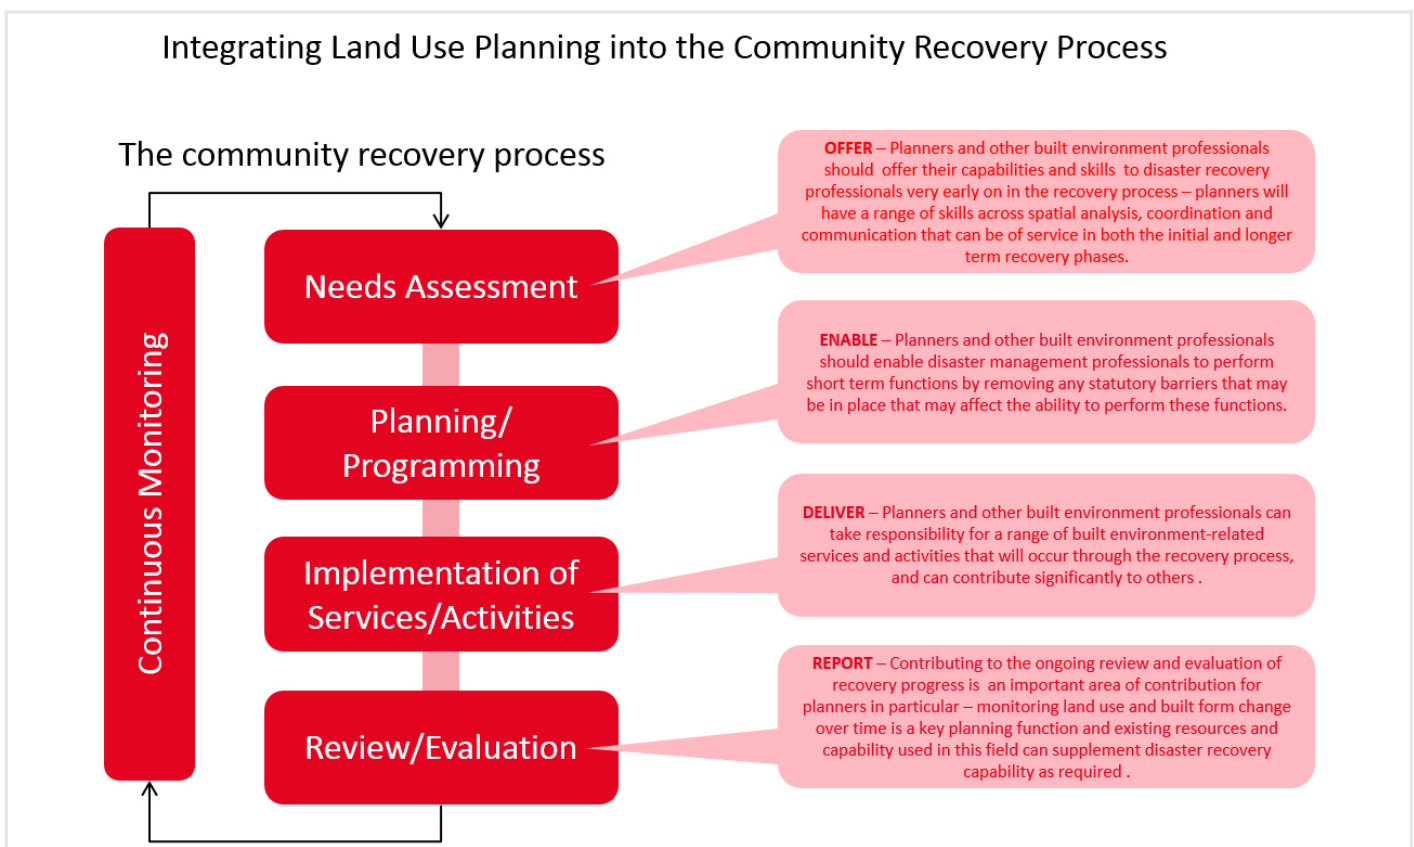 Integrating Land Use Planning into the Community Recovery Process
The community recovery process
Continuous Monitoring
Needs Assessment
OFFER – Planners and other built environment professionals
should offer their capabilities and skills to disaster recovery
professionals very early on in the recovery process – planners will
have a range of skills across spatial analysis, coordination and
communication that can be of service in both the initial and longer
term recovery phases.
Planning/
Programming
ENABLE – Planners and other built environment professionals
should enable disaster management professionals to perform
short term functions by removing any statutory barriers that may
be in place that may affect the ability to perform these functions.
Implementation of
Services/Activities
DELIVER – Planners and other built environment professionals can
take responsibility for a range of built environment-related
services and activities that will occur through the recovery process,
and can contribute significantly to others .
Review/Evaluation
REPORT – Contributing to the ongoing review and evaluation of
recovery progress is an important area of contribution for
planners in particular – monitoring land use and built form change
over time is a key planning function and existing resources and
capability used in this field can supplement disaster recovery
capability as required .